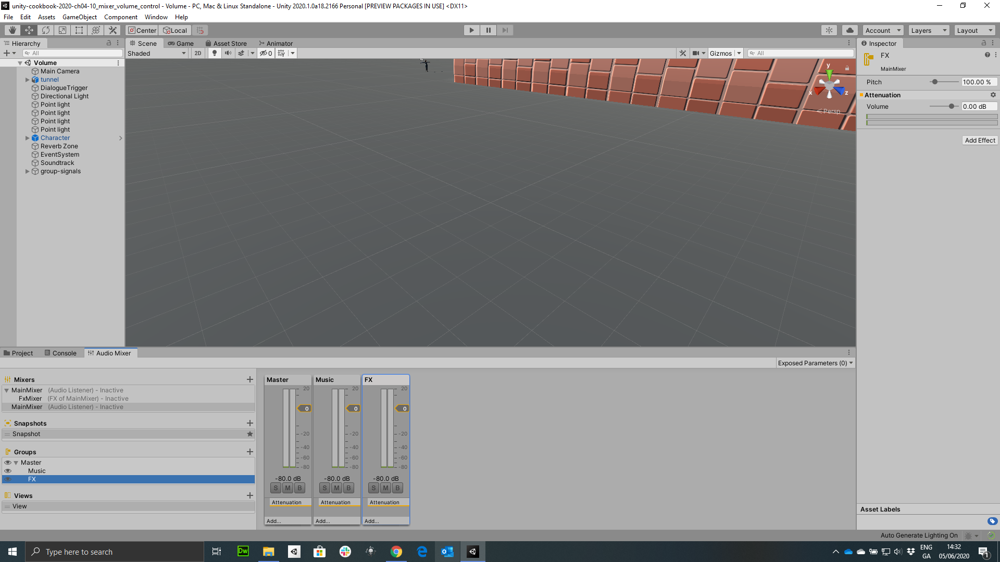 unity-cookbook-2020-ch04-10_mixer_volume_control - Volume - PC, Mac & Linux Standalone - Unity 2020.1.0a18.2166 Personal [PREVIEW PACKAGES IN USE] <DX11>
File Edit Assets GameObject Component Window Help
Center Local Account Layers Layout
Hierarchy
All
Volume
Main Camera
tunnel
DialogueTrigger
Directional Light
Point light
Point light
Point light
Point light
Character
Reverb Zone
EventSystem
Soundtrack
group-signals
Scene Game Asset Store Animator
Shaded 2D 0 Gizmos All
y
x z
Persp
Inspector
FX
MainMixer
Pitch 100.00 %
Attenuation
Volume 0.00 dB
Add Effect
Asset Labels
Project Console Audio Mixer
Exposed Parameters (0)
Mixers
MainMixer (Audio Listener) - Inactive
FxMixer (FX of MainMixer) - Inactive
MainMixer (Audio Listener) - Inactive
Snapshots
Snapshot
Groups
Master
Music
FX
Views
View
Master
20
0
-20
-40
-60
-80
-80.0 dB
S M B
Attenuation
Add...
Music
20
0
-20
-40
-60
-80
-80.0 dB
S M B
Attenuation
Add...
FX
20
0
-20
-40
-60
-80
-80.0 dB
S M B
Attenuation
Add...
Auto Generate Lighting On
Type here to search
Dw
ENG
GA
14:32
05/06/2020
1